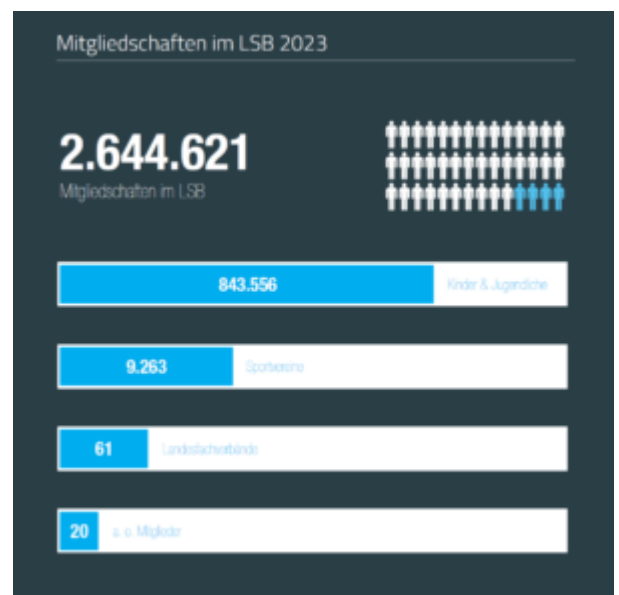 Mitgliedschaften im LSB 2023
2.644.621
Mitgliedschaften im LSB
843.556 Kinder & Jugendliche
9.263 Sportvereine
61 Landesfachverbände
20 a. o. Mitglieder